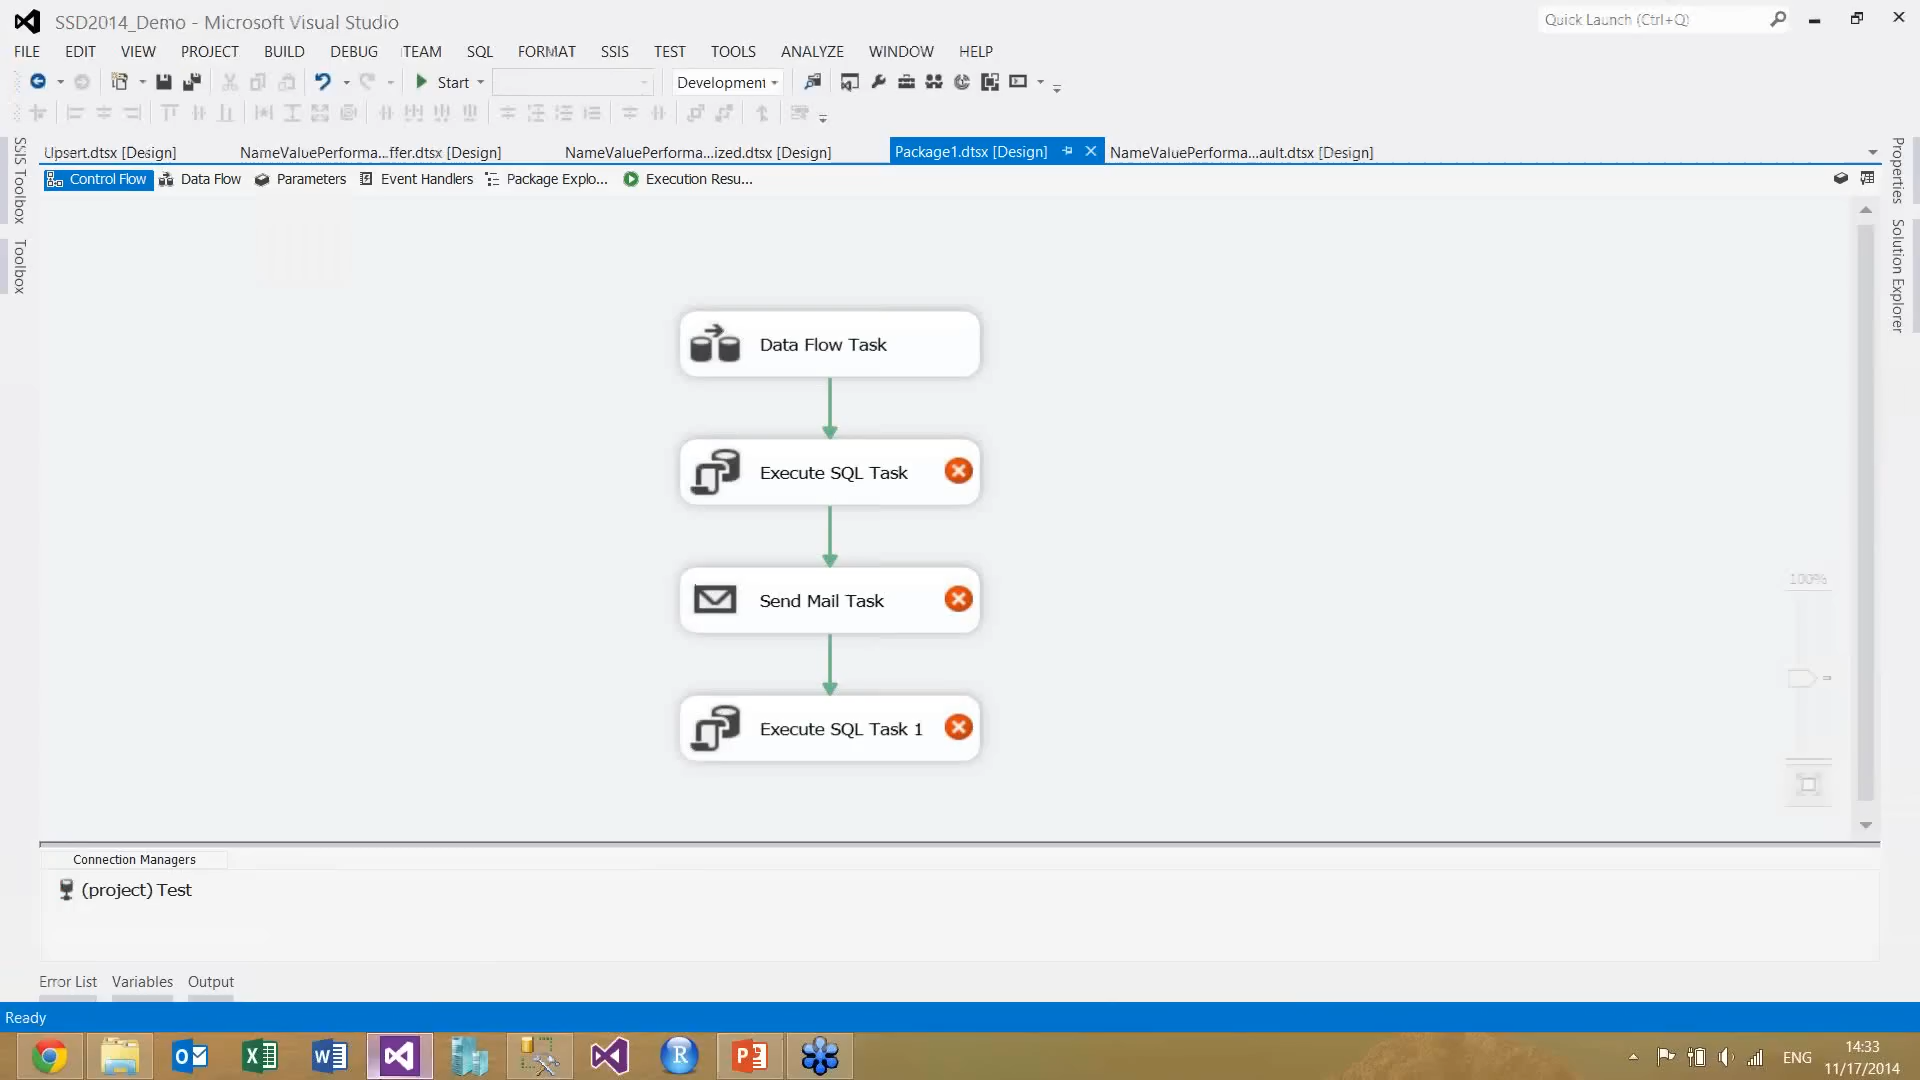 SSD2014_Demo - Microsoft Visual Studio
Quick Launch (Ctrl+Q)
FILE EDIT VIEW PROJECT BUILD DEBUG TEAM SQL FORMAT SSIS TEST TOOLS ANALYZE WINDOW HELP
Start Development
Upsert.dtsx [Design] NameValuePerforma...ffer.dtsx [Design] NameValuePerforma...ized.dtsx [Design] Package1.dtsx [Design] NameValuePerforma...ault.dtsx [Design]
Control Flow Data Flow Parameters Event Handlers Package Explo... Execution Resu...
SSIS Toolbox
Toolbox
Properties
Solution Explorer
Data Flow Task
Execute SQL Task
Send Mail Task
Execute SQL Task 1
100%
Connection Managers
(project) Test
Error List Variables Output
Ready
ENG
14:33
11/17/2014